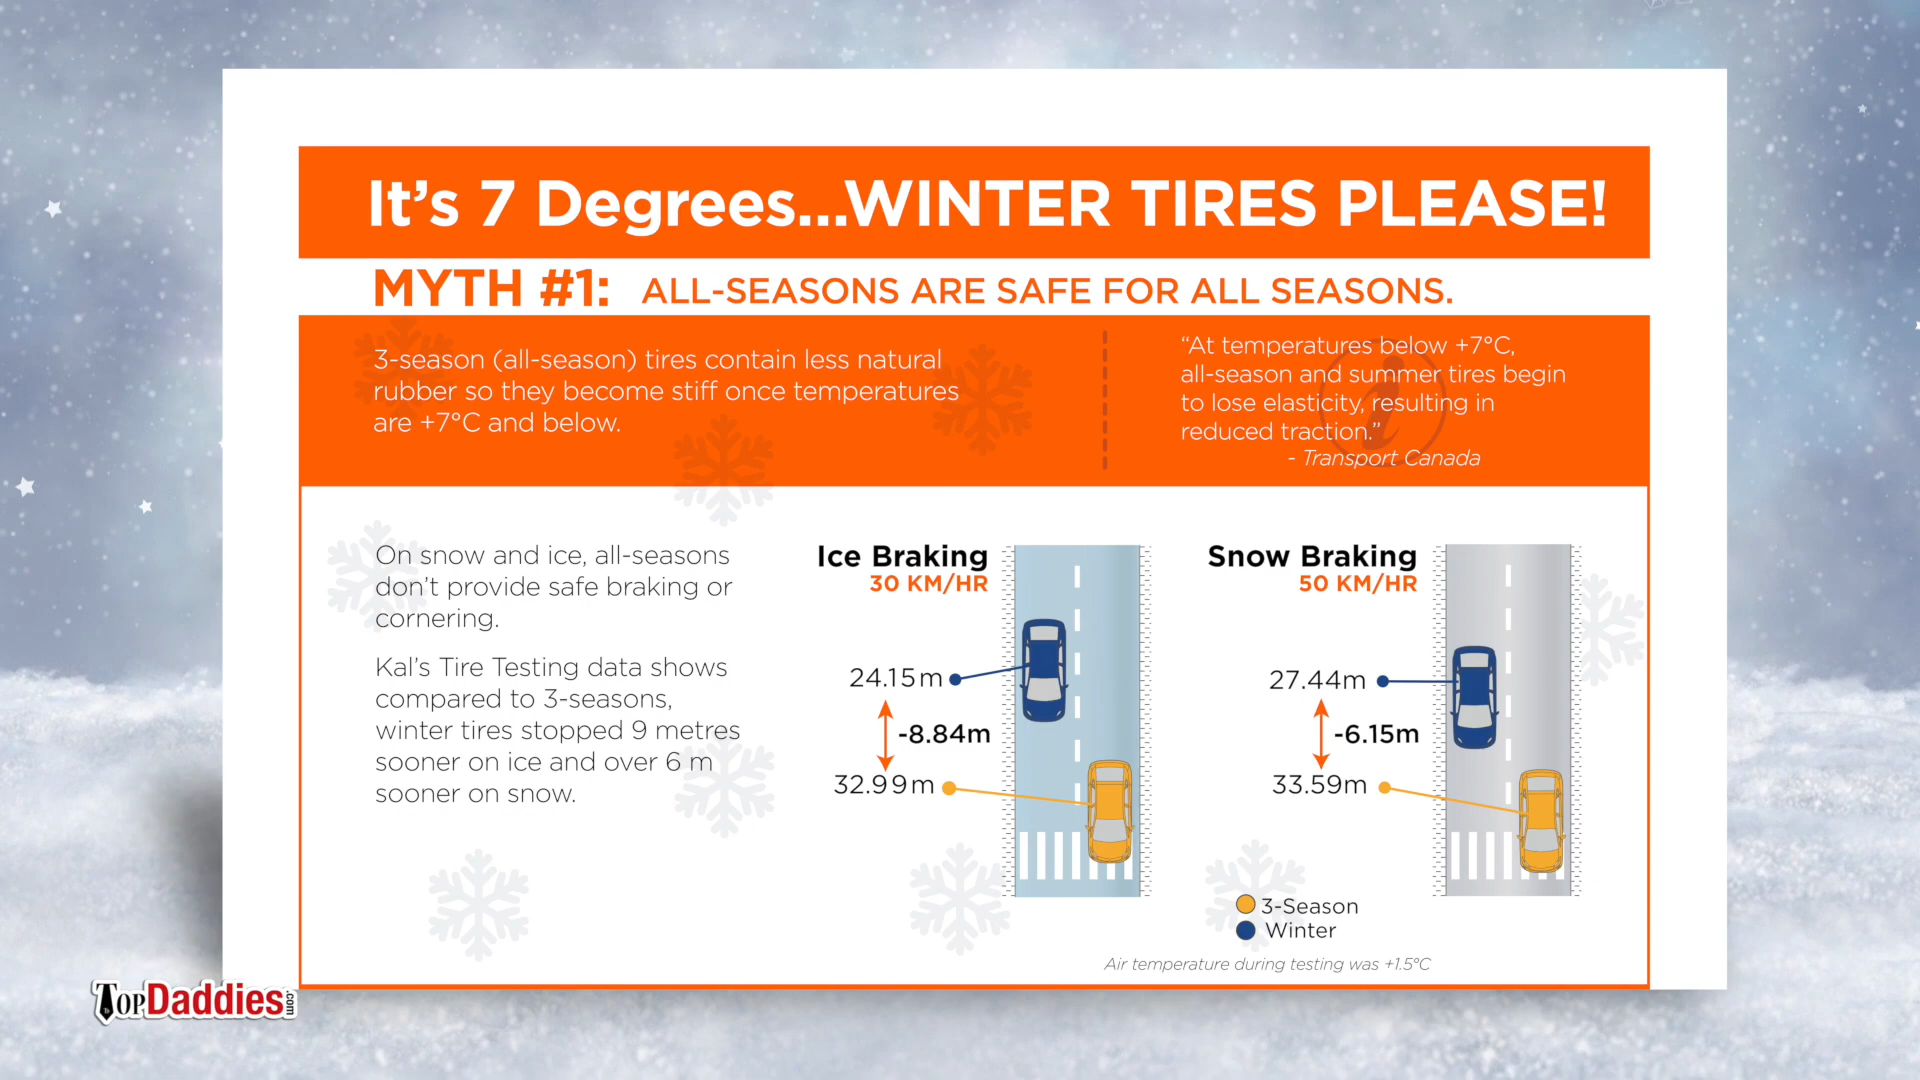 It's 7 Degrees...WINTER TIRES PLEASE!
MYTH #1: ALL-SEASONS ARE SAFE FOR ALL SEASONS.
3-season (all-season) tires contain less natural
rubber so they become stiff once temperatures
are +7°C and below.
“At temperatures below +7°C,
all-season and summer tires begin
to lose elasticity, resulting in
reduced traction.”
- Transport Canada
i
On snow and ice, all-seasons
don't provide safe braking or
cornering.
Kal's Tire Testing data shows
compared to 3-seasons,
winter tires stopped 9 metres
sooner on ice and over 6 m
sooner on snow.
Ice Braking
30 KM/HR
24.15m
-8.84m
32.99m
Snow Braking
50 KM/HR
27.44m
-6.15m
33.59m
3-Season
Winter
Air temperature during testing was +1.5°C
TopDaddies.com